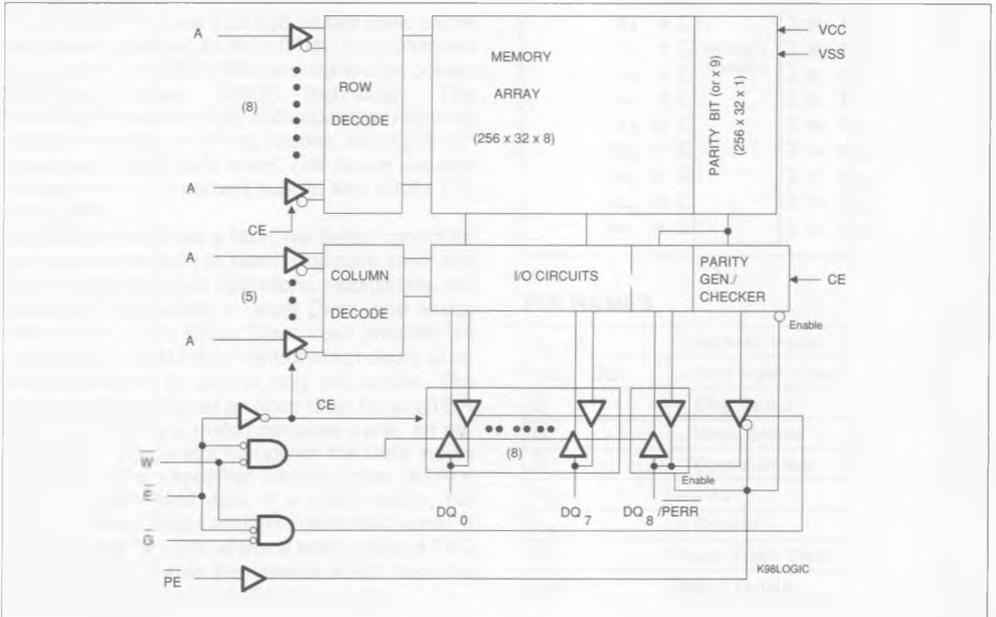 A
(8)
A
CE
ROW
DECODE
MEMORY
ARRAY
(256 x 32 x 8)
PARITY BIT (or x 9)
(256 x 32 x 1)
VCC
VSS
A
(5)
A
COLUMN
DECODE
I/O CIRCUITS
PARITY
GEN./
CHECKER
CE
Enable
CE
(8)
Enable
W
E
G
PE
DQ 0
DQ 7
DQ 8 /PERR
K98LOGIC